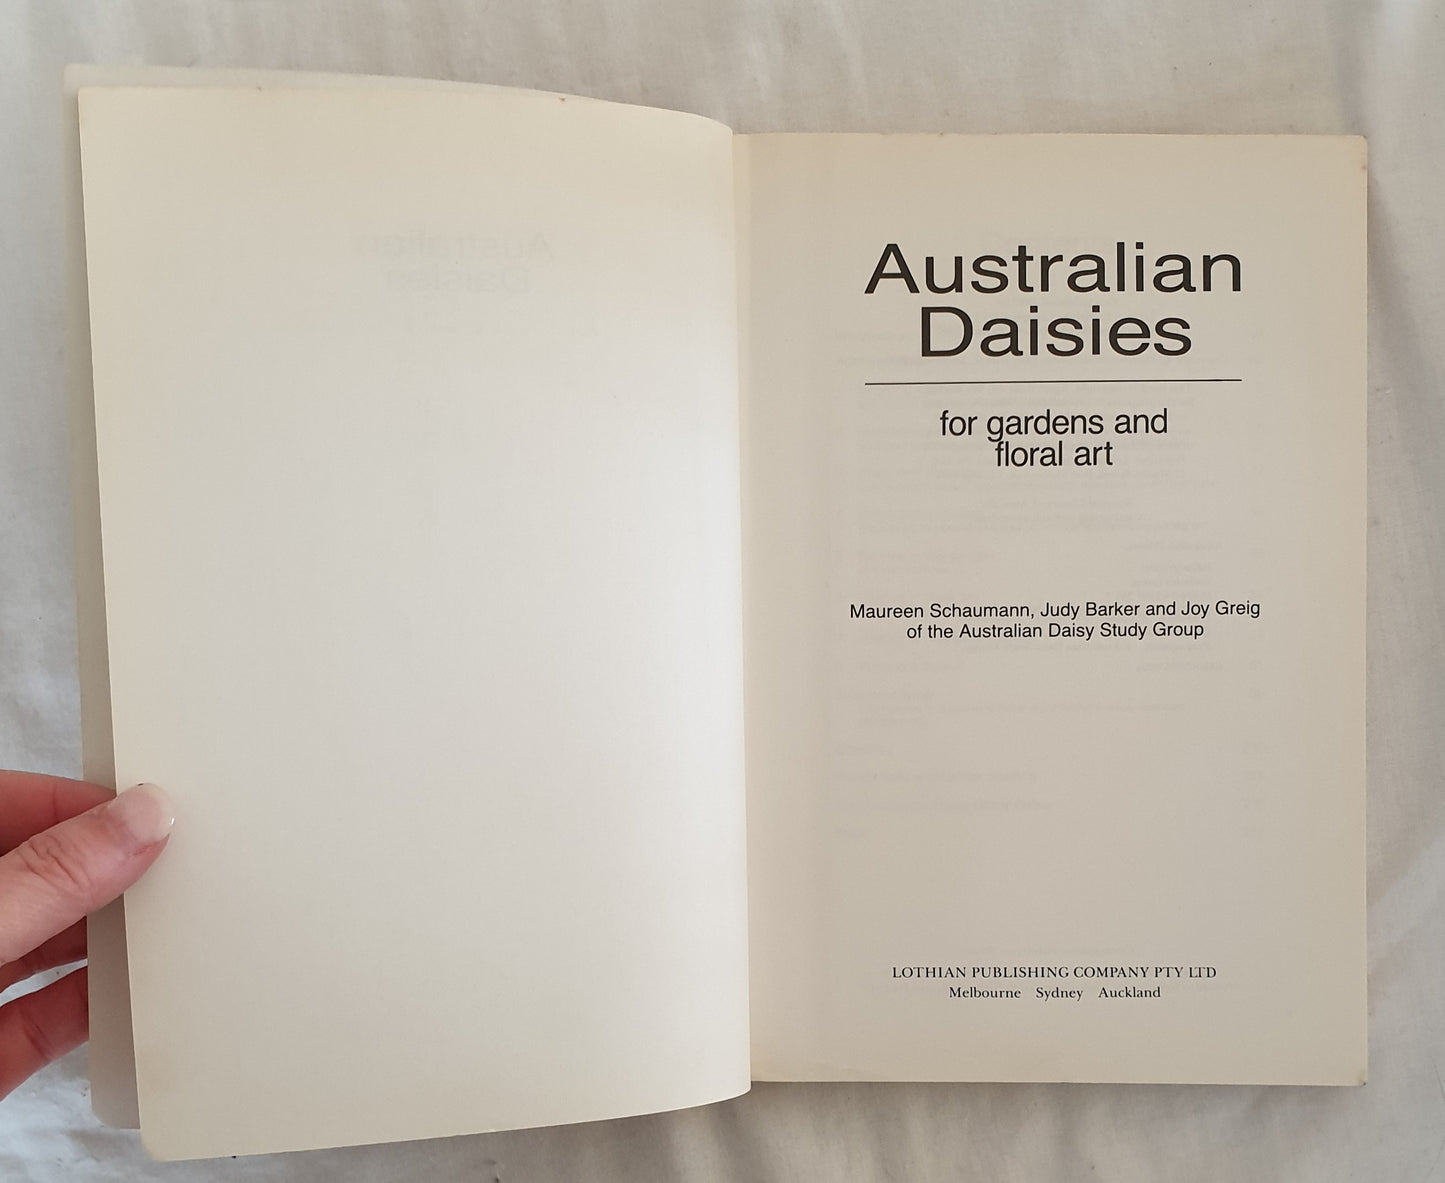 Australian
Daisies
for gardens and
floral art
Maureen Schaumann, Judy Barker and Joy Greig
of the Australian Daisy Study Group
LOTHIAN PUBLISHING COMPANY PTY LTD
Melbourne Sydney Auckland